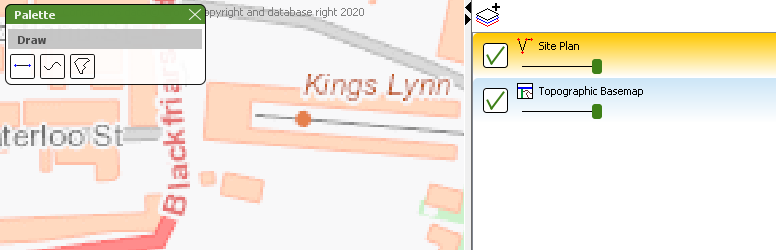 Palette
opyright and database right 2020
Draw
Site Plan
Topographic Basemap
Kings Lynn
terloo St
Blackfriars